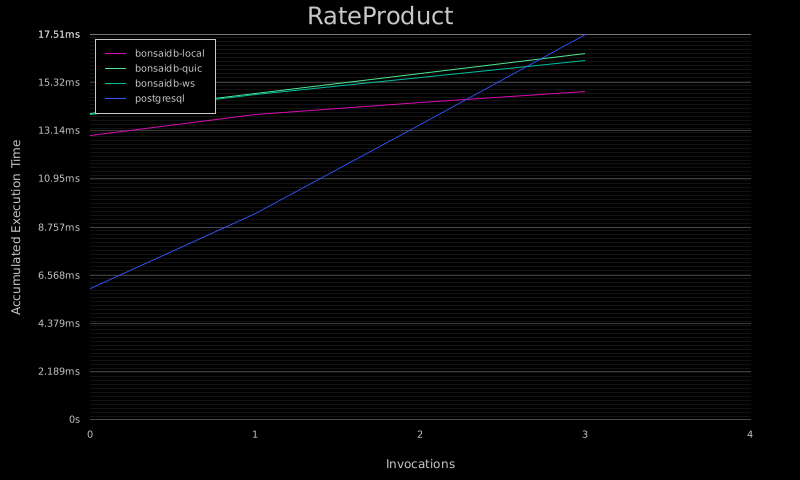 RateProduct
17.51ms
bonsaidb-local
bonsaidb-quic
bonsaidb-ws
postgresql
15.32ms
13.14ms
10.95ms
8.757ms
6.568ms
4.379ms
2.189ms
0s
Accumulated Execution Time
0 1 2 3 4
Invocations